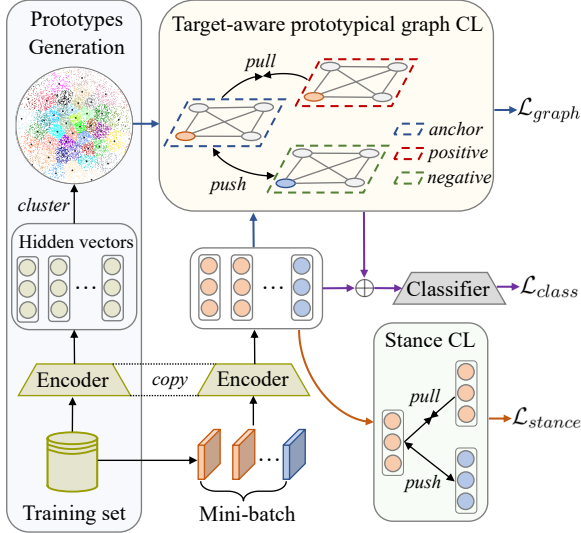 Prototypes
Generation
cluster
Hidden vectors
...
Encoder
Training set
copy
Target-aware prototypical graph CL
pull
push
anchor
positive
negative
ℒgraph
...
Encoder
...
Mini-batch
Classifier
ℒclass
Stance CL
pull
push
ℒstance